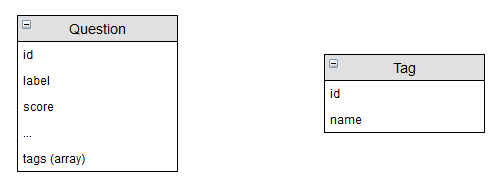 Question
id
label
score
...
tags (array)
Tag
id
name